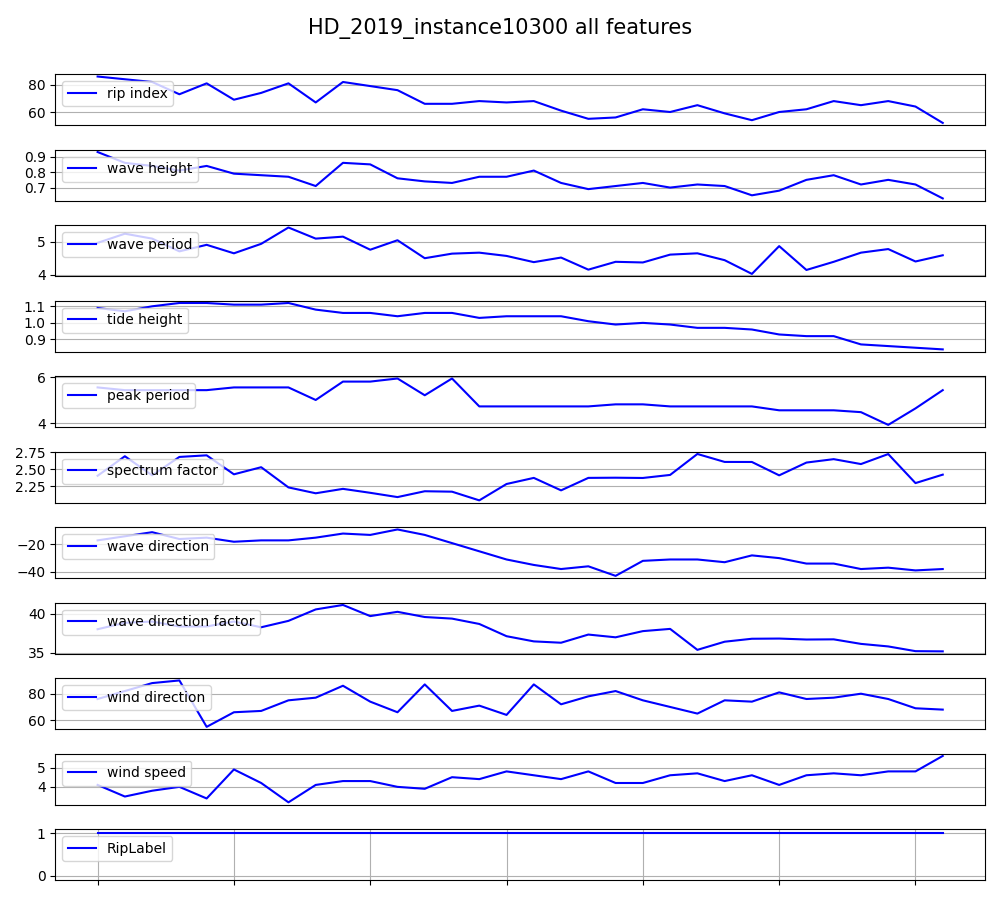 HD_2019_instance10300 all features
80
60
rip index
0.9
0.8
0.7
wave height
5
4
wave period
1.1
1.0
0.9
tide height
6
4
peak period
2.75
2.50
2.25
spectrum factor
−20
−40
wave direction
40
35
wave direction factor
80
60
wind direction
5
4
wind speed
1
0
RipLabel